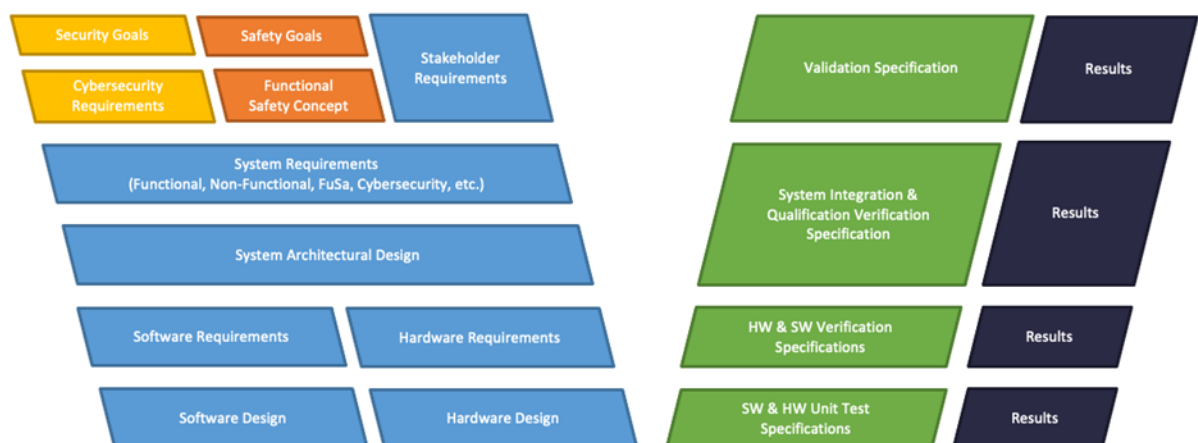 Security Goals
Safety Goals
Stakeholder
Requirements
Cybersecurity
Requirements
Functional
Safety Concept
Validation Specification
Results
System Requirements
(Functional, Non-Functional, FuSa, Cybersecurity, etc.)
System Integration &
Qualification Verification
Specification
Results
System Architectural Design
Software Requirements
Hardware Requirements
HW & SW Verification
Specifications
Results
Software Design
Hardware Design
SW & HW Unit Test
Specifications
Results